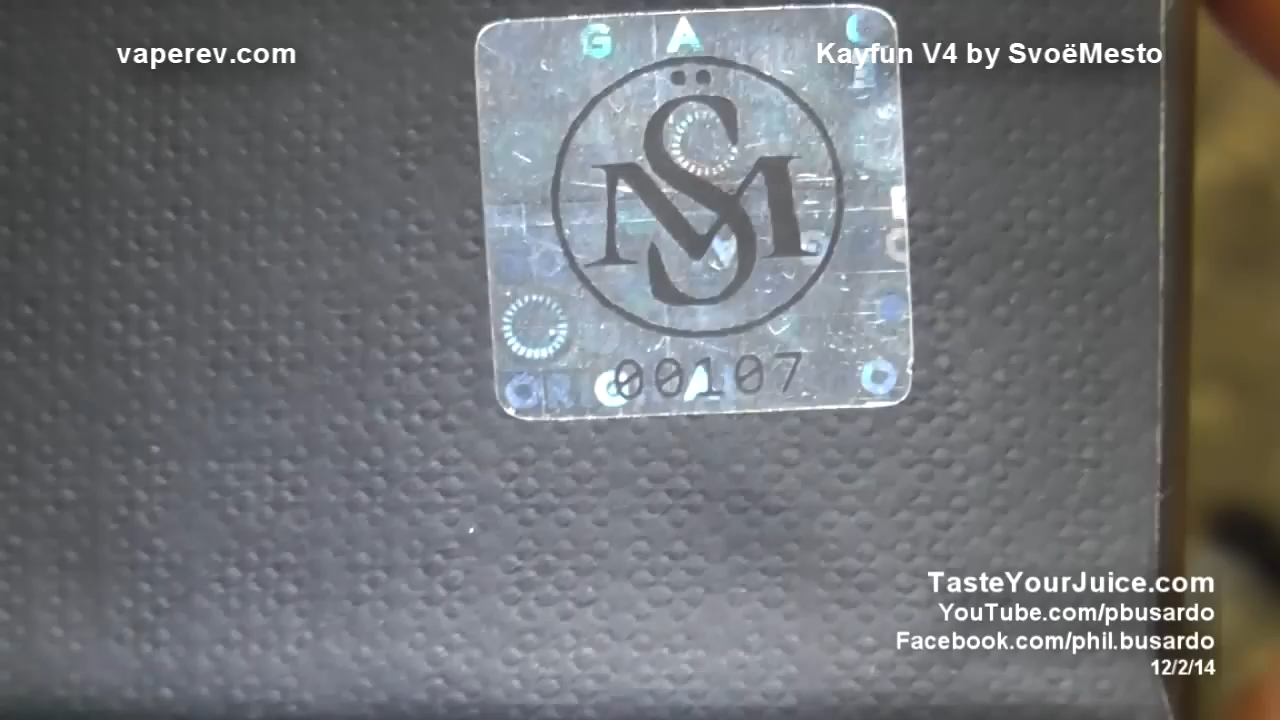 vaperev.com
Kayfun V4 by SvoëMesto
G A
SM
00107
TasteYourJuice.com
YouTube.com/pbusardo
Facebook.com/phil.busardo
12/2/14